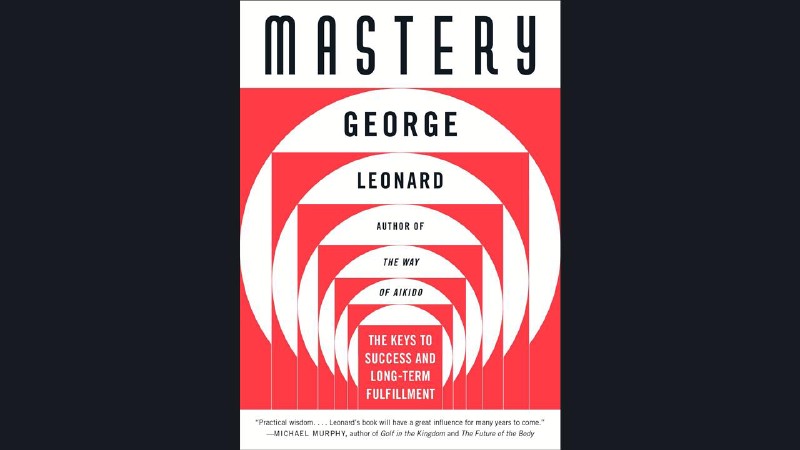 MASTERY
GEORGE
LEONARD
AUTHOR OF
THE WAY
OF AIKIDO
THE KEYS TO
SUCCESS AND
LONG-TERM
FULFILLMENT
"Practical wisdom. . . . Leonard's book will have a great influence for many years to come."
—MICHAEL MURPHY, author of Golf in the Kingdom and The Future of the Body